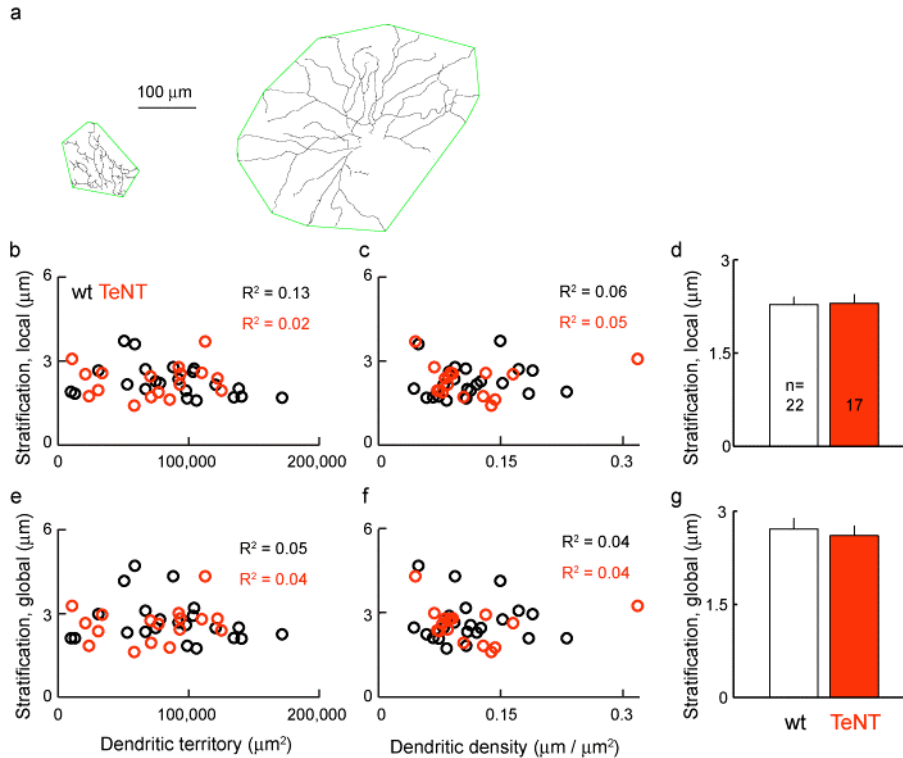 a
100 μm
b
Stratification, local (μm)
6
3
0
wt TeNT
R² = 0.13
R² = 0.02
0
100,000
200,000
c
R² = 0.06
R² = 0.05
0
0.15
0.3
d
Stratification, local (μm)
3
1.5
0
n=
22
17
e
Stratification, global (μm)
6
3
0
R² = 0.05
R² = 0.04
0
100,000
200,000
Dendritic territory (μm²)
f
R² = 0.04
R² = 0.04
0
0.15
0.3
Dendritic density (μm / μm²)
g
Stratification, global (μm)
3
1.5
0
wt
TeNT